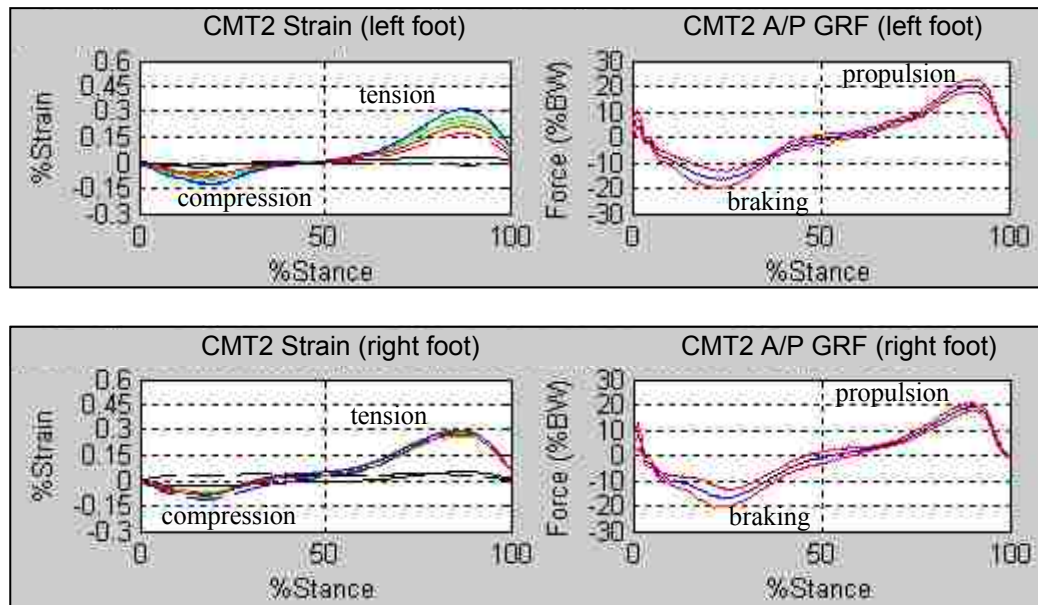 CMT2 Strain (left foot)
%Strain
0.6
0.45
0.3
0.15
0
-0.15
-0.3
tension
compression
0
50
100
%Stance
CMT2 A/P GRF (left foot)
Force (%BW)
30
20
10
0
-10
-20
-30
propulsion
braking
0
50
100
%Stance
CMT2 Strain (right foot)
%Strain
0.6
0.45
0.3
0.15
0
-0.15
-0.3
tension
compression
0
50
100
%Stance
CMT2 A/P GRF (right foot)
Force (%BW)
30
20
10
0
-10
-20
-30
propulsion
braking
0
50
100
%Stance